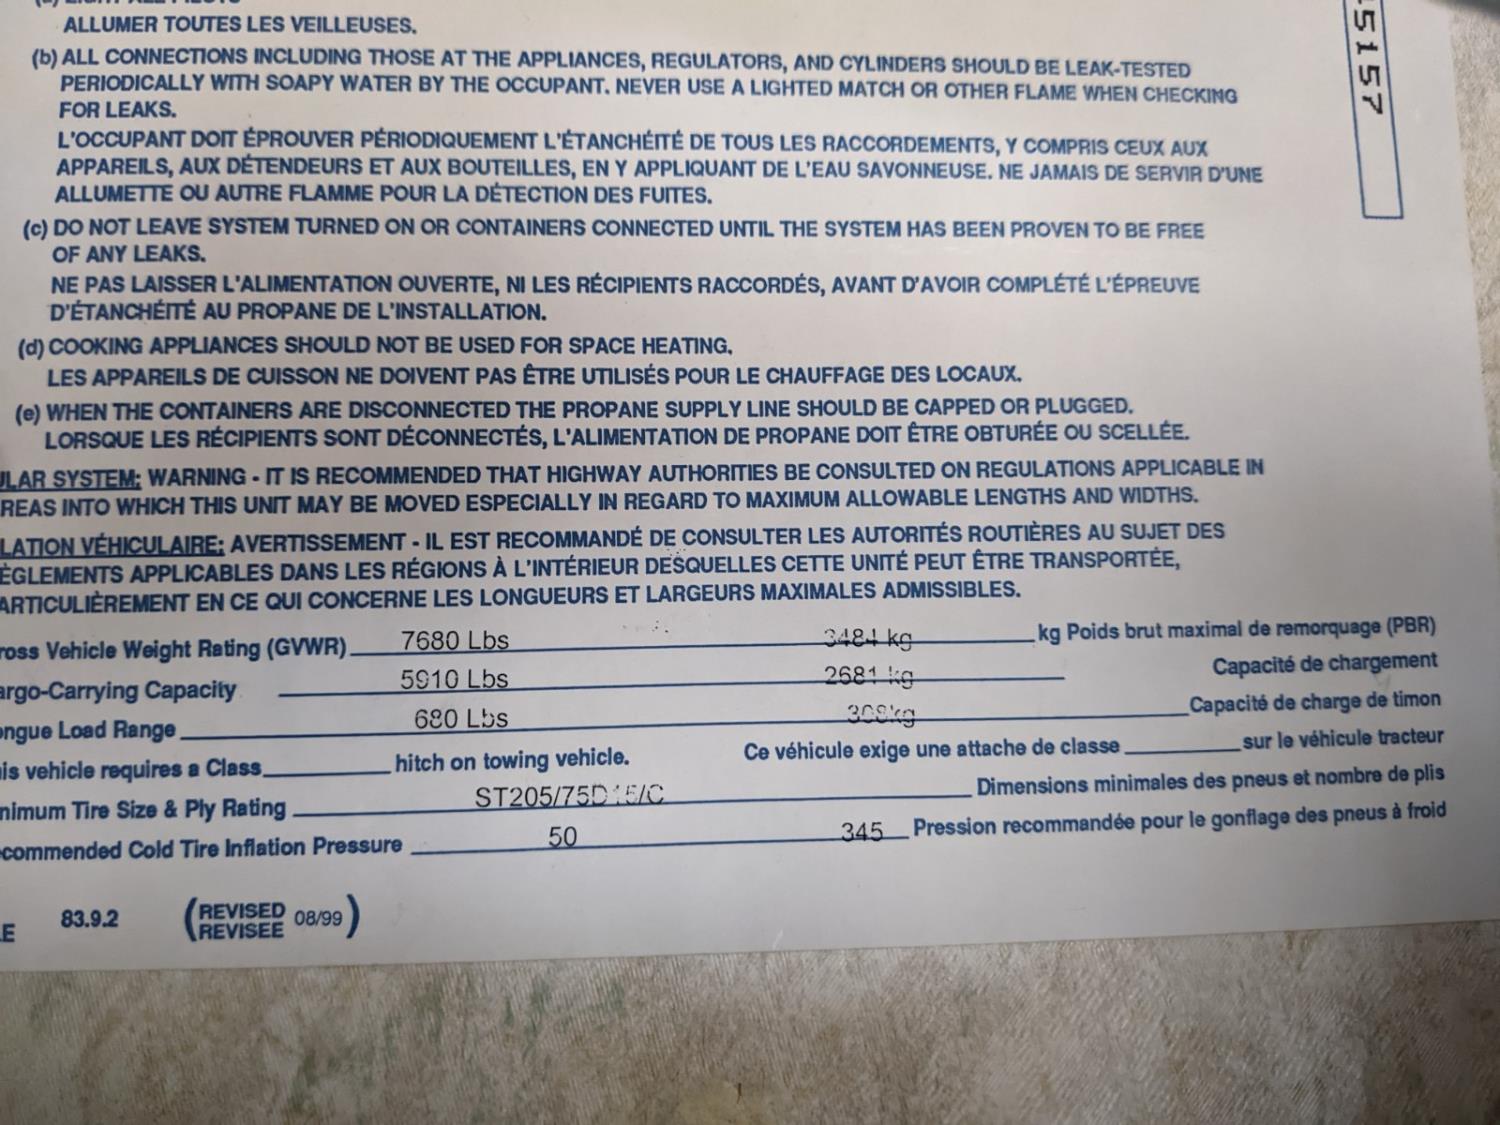 ALLUMER TOUTES LES VEILLEUSES.
(b) ALL CONNECTIONS INCLUDING THOSE AT THE APPLIANCES, REGULATORS, AND CYLINDERS SHOULD BE LEAK-TESTED
PERIODICALLY WITH SOAPY WATER BY THE OCCUPANT. NEVER USE A LIGHTED MATCH OR OTHER FLAME WHEN CHECKING
FOR LEAKS.
L'OCCUPANT DOIT ÉPROUVER PÉRIODIQUEMENT L'ÉTANCHÉITÉ DE TOUS LES RACCORDEMENTS, Y COMPRIS CEUX AUX
APPAREILS, AUX DÉTENDEURS ET AUX BOUTEILLES, EN Y APPLIQUANT DE L'EAU SAVONNEUSE. NE JAMAIS DE SERVIR D'UNE
ALLUMETTE OU AUTRE FLAMME POUR LA DÉTECTION DES FUITES.
(c) DO NOT LEAVE SYSTEM TURNED ON OR CONTAINERS CONNECTED UNTIL THE SYSTEM HAS BEEN PROVEN TO BE FREE
OF ANY LEAKS.
NE PAS LAISSER L'ALIMENTATION OUVERTE, NI LES RÉCIPIENTS RACCORDÉS, AVANT D'AVOIR COMPLÉTÉ L'ÉPREUVE
D'ÉTANCHÉITÉ AU PROPANE DE L'INSTALLATION.
(d) COOKING APPLIANCES SHOULD NOT BE USED FOR SPACE HEATING,
LES APPAREILS DE CUISSON NE DOIVENT PAS ÊTRE UTILISÉS POUR LE CHAUFFAGE DES LOCAUX.
(e) WHEN THE CONTAINERS ARE DISCONNECTED THE PROPANE SUPPLY LINE SHOULD BE CAPPED OR PLUGGED.
LORSQUE LES RÉCIPIENTS SONT DÉCONNECTÉS, L'ALIMENTATION DE PROPANE DOIT ÊTRE OBTURÉE OU SCELLÉE.
ULAR SYSTEM: WARNING - IT IS RECOMMENDED THAT HIGHWAY AUTHORITIES BE CONSULTED ON REGULATIONS APPLICABLE IN
REAS INTO WHICH THIS UNIT MAY BE MOVED ESPECIALLY IN REGARD TO MAXIMUM ALLOWABLE LENGTHS AND WIDTHS.
LATION VÉHICULAIRE: AVERTISSEMENT - IL EST RECOMMANDÉ DE CONSULTER LES AUTORITÉS ROUTIÈRES AU SUJET DES
ÈGLEMENTS APPLICABLES DANS LES RÉGIONS À L'INTÉRIEUR DESQUELLES CETTE UNITÉ PEUT ÊTRE TRANSPORTÉE,
ARTICULIÈREMENT EN CE QUI CONCERNE LES LONGUEURS ET LARGEURS MAXIMALES ADMISSIBLES.
ross Vehicle Weight Rating (GVWR) 7680 Lbs 3484 kg kg Poids brut maximal de remorquage (PBR)
argo-Carrying Capacity 5910 Lbs 2681 kg Capacité de chargement
ongue Load Range 680 Lbs 308kg Capacité de charge de timon
is vehicle requires a Class hitch on towing vehicle. Ce véhicule exige une attache de classe sur le véhicule tracteur
nimum Tire Size & Ply Rating ST205/75D15/C Dimensions minimales des pneus et nombre de plis
commended Cold Tire Inflation Pressure 50 345 Pression recommandée pour le gonflage des pneus à froid
LE 83.9.2 (REVISED
REVISEE 08/99)
5157